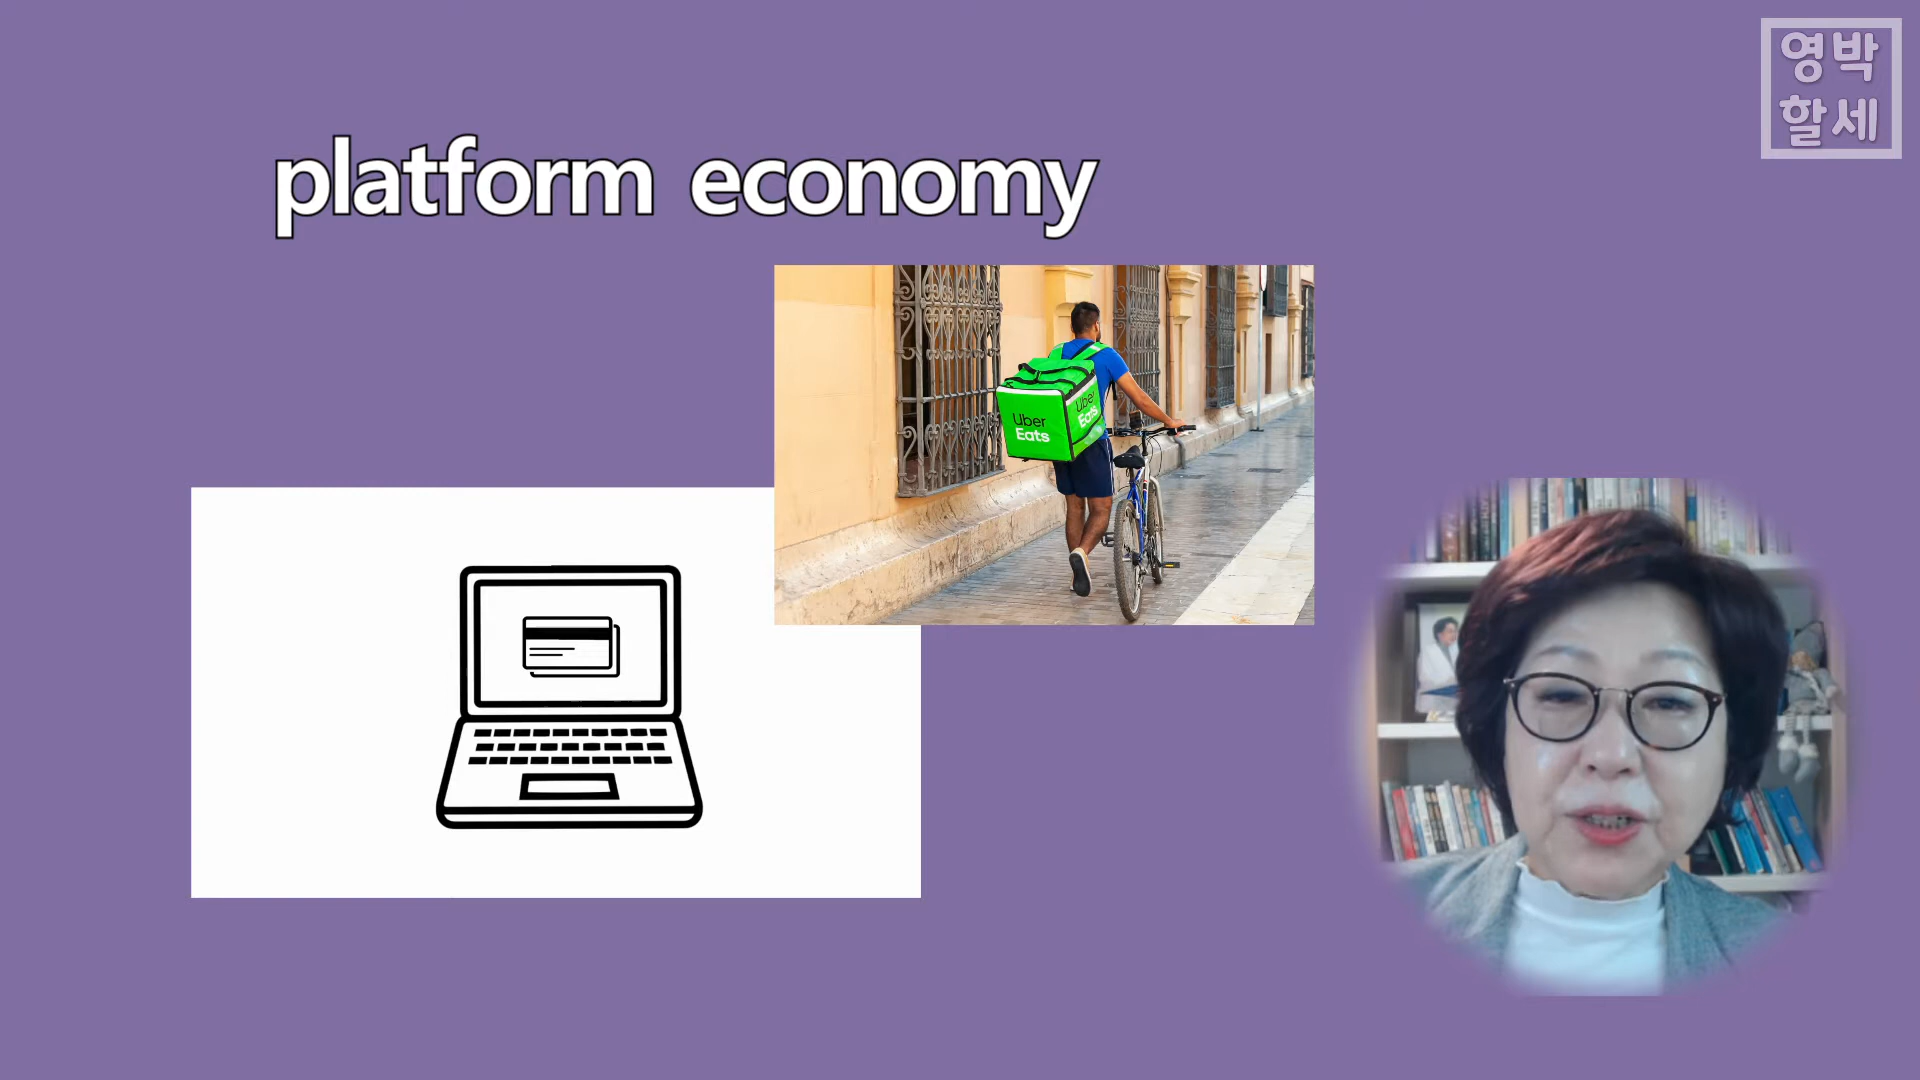 영박
할세
platform economy
Uber
Eats
Uber
Eats